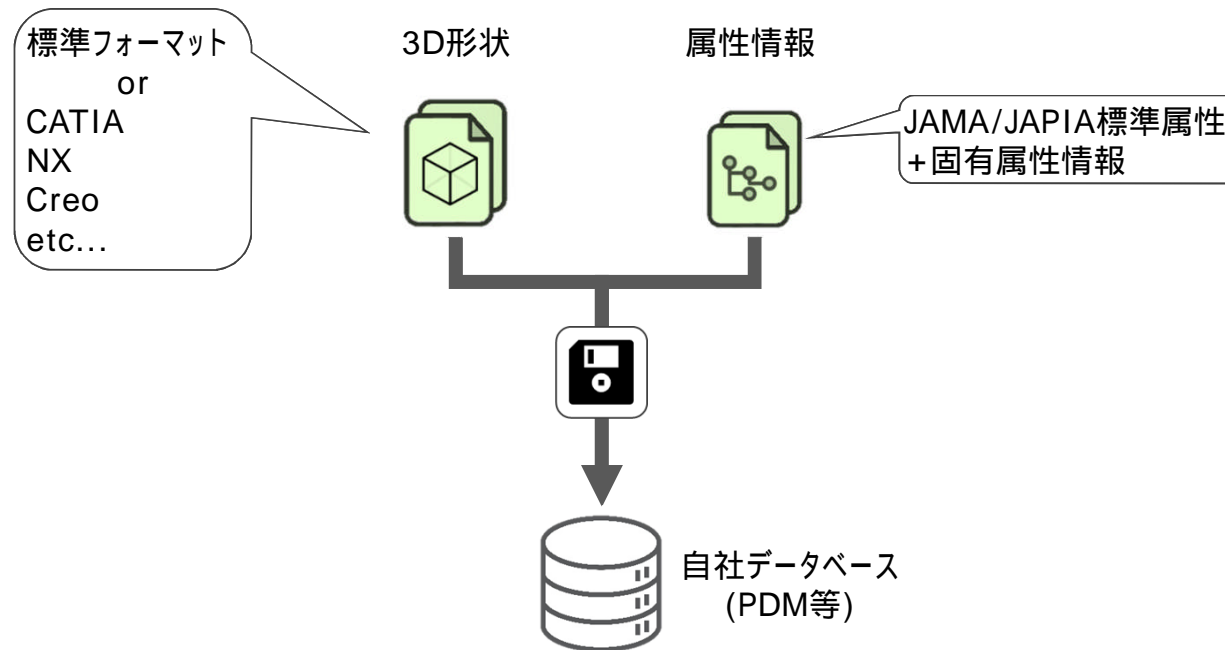 標準フォーマット
or
CATIA
NX
Creo
etc...
3D形状
属性情報
JAMA/JAPIA標準属性
+固有属性情報
自社データベース
(PDM等)